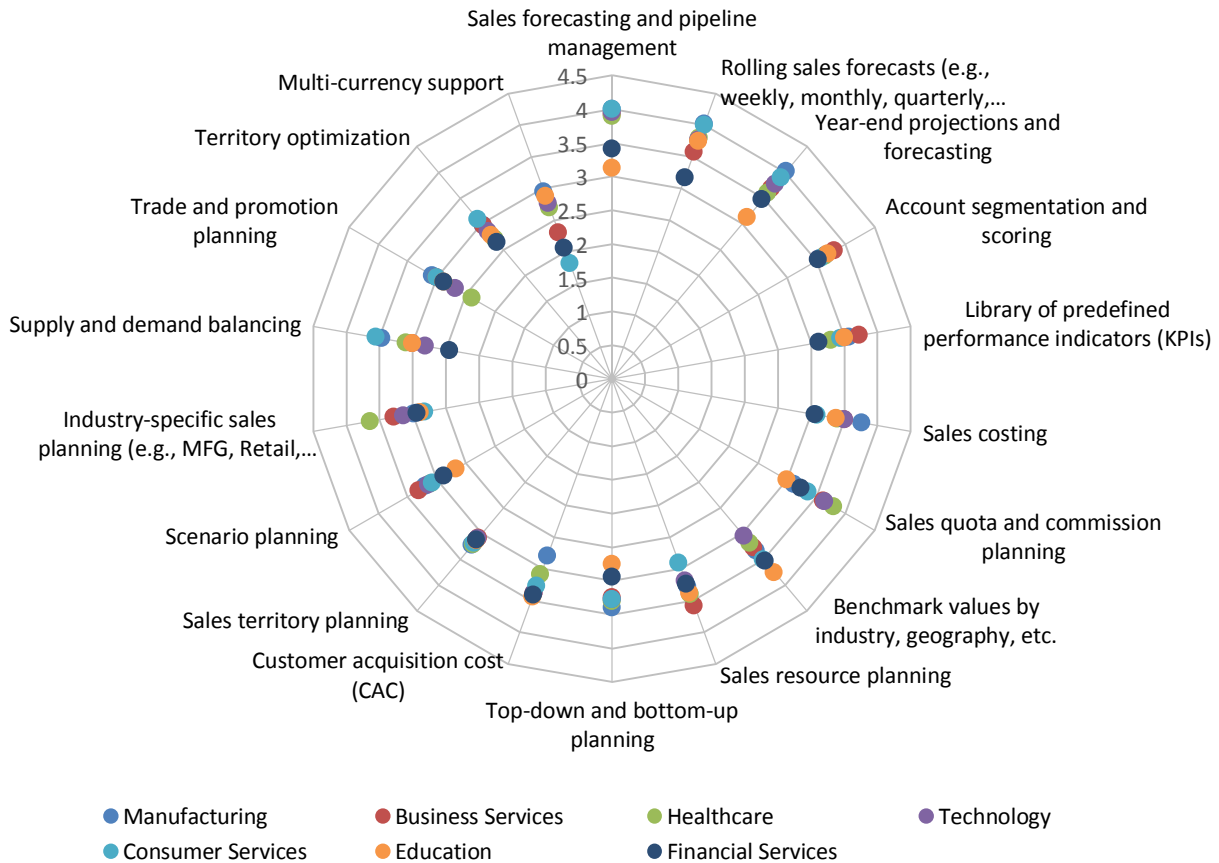 Sales forecasting and pipeline
management
Rolling sales forecasts (e.g.,
weekly, monthly, quarterly,...
Year-end projections and
forecasting
Account segmentation and
scoring
Library of predefined
performance indicators (KPIs)
Sales costing
Sales quota and commission
planning
Benchmark values by
industry, geography, etc.
Sales resource planning
Top-down and bottom-up
planning
Customer acquisition cost
(CAC)
Sales territory planning
Scenario planning
Industry-specific sales
planning (e.g., MFG, Retail,...
Supply and demand balancing
Trade and promotion
planning
Territory optimization
Multi-currency support
4.5
4
3.5
3
2.5
2
1.5
1
0.5
0
Manufacturing
Business Services
Healthcare
Technology
Consumer Services
Education
Financial Services